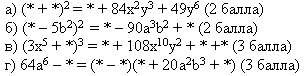 а) (* + *)² = * + 84x²y³ + 49y⁶ (2 балла)
б) (* − 5b²)² = * − 90a³b² + * (2 балла)
в) (3x⁵ + *)³ = * + 108x¹⁰y² + * + * (3 балла)
г) 64a⁶ − * = (* − *)(* + 20a²b³ + *) (3 балла)